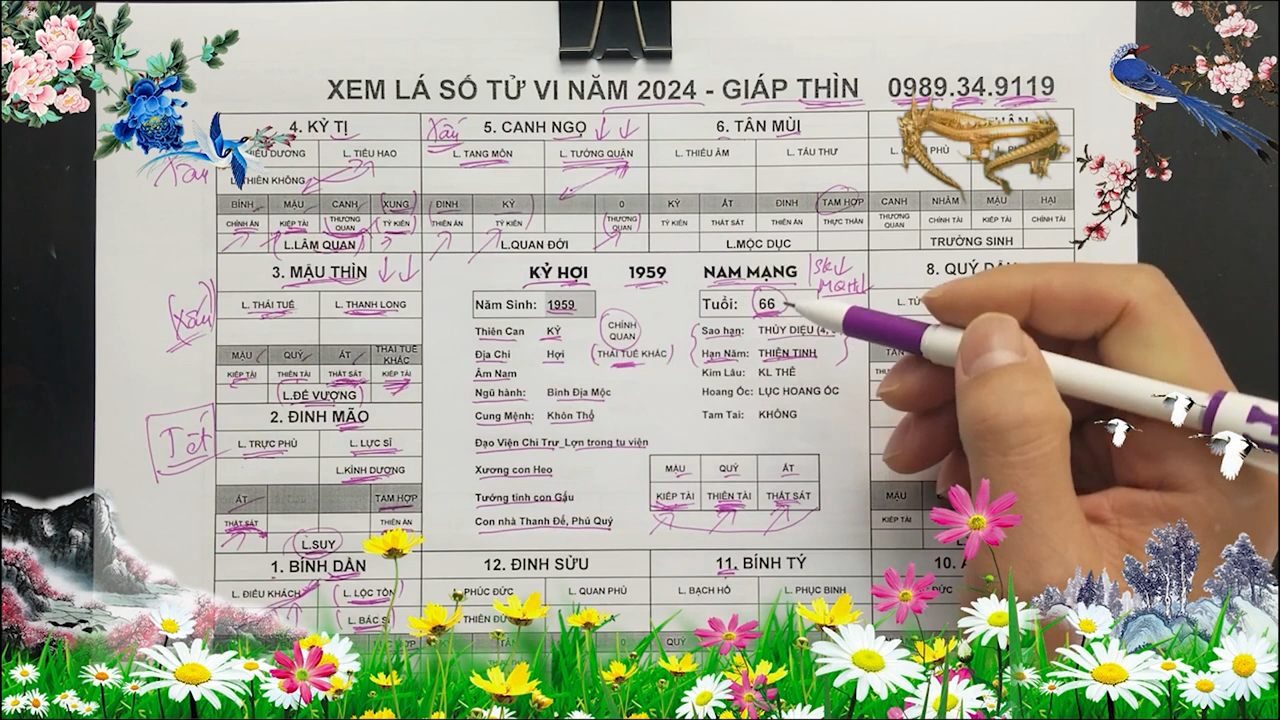 XEM LÁ SỐ TỬ VI NĂM 2024 - GIÁP THÌN 0989.34.9119
4. KỶ TỊ Xấu 5. CANH NGỌ 6. TÂN MÙI
L. TIỂU HAO L. TANG MÔN L. TƯỚNG QUÂN L. THIẾU ÂM L. TẤU THƯ
Xấu L. THIÊN KHÔNG
BÍNH MẬU CANH XUNG ĐINH KỶ 0 KỶ ẤT ĐINH TAM HỢP CANH NHÂM MẬU HẠI
CHÍNH ẤN KIẾP TÀI THƯƠNG QUAN TỶ KIÊN THIÊN ẤN TỶ KIÊN THƯƠNG QUAN TỶ KIÊN THẤT SÁT THIÊN ẤN THỰC THẦN THƯƠNG QUAN CHÍNH TÀI KIẾP TÀI CHÍNH TÀI
L.LÂM QUAN L.QUAN ĐỚI L.MỘC DỤC TRƯỜNG SINH
3. MẬU THÌN KỶ HỢI 1959 NAM MẠNG 8. QUÝ
L. THÁI TUẾ L. THANH LONG Năm Sinh: 1959 Tuổi: 66
Xấu
Thiên Can KỶ CHÍNH QUAN Sao hạn: THỦY DIỆU (4,
MẬU QUÝ ẤT THÁI TUẾ KHẮC Địa Chi Hợi (THÁI TUẾ KHẮC) Hạn Năm: THIÊN TINH
KIẾP TÀI THIÊN TÀI THẤT SÁT KIẾP TÀI Âm Nam Kim Lâu: KL THÊ
L.ĐẾ VƯỢNG Ngũ hành: Bình Địa Mộc Hoang Ốc: LỤC HOANG ỐC
2. ĐINH MÃO Cung Mệnh: Khôn Thổ Tam Tai: KHÔNG
Tốt L. TRỰC PHÙ L. LỰC SĨ Đạo Viện Chi Trư_Lợn trong tu viện
L.KÌNH DƯƠNG Xương con Heo MẬU QUÝ ẤT
ẤT TAM HỢP Tướng tinh con Gấu KIẾP TÀI THIÊN TÀI THẤT SÁT
THẤT SÁT THIÊN ẤN Con nhà Thanh Đế, Phú Quý
MẬU
KIẾP TÀI
L.SUY
1. BÍNH DẦN 12. ĐINH SỬU 11. BÍNH TÝ 10.
L. ĐIẾU KHÁCH L. LỘC TỒN PHÚC ĐỨC L. QUAN PHỦ L. BẠCH HỔ L. PHỤC BINH
L. BÁC SĨ